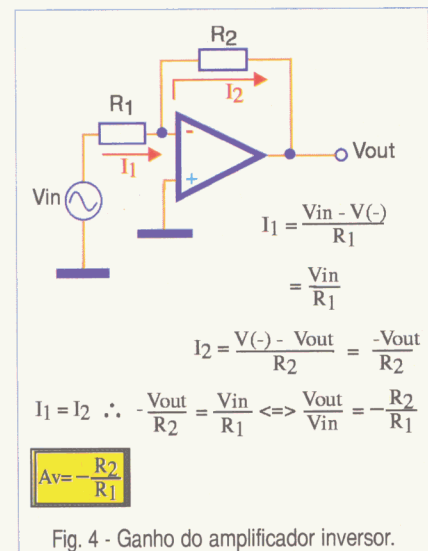 R2
I2
R1
I1
-
+
Vin
Vout
I1 = Vin - V(-) / R1
= Vin / R1
I2 = V(-) - Vout / R2 = -Vout / R2
I1 = I2 ∴ - Vout / R2 = Vin / R1 <=> Vout / Vin = - R2 / R1
Av= - R2 / R1
Fig. 4 - Ganho do amplificador inversor.